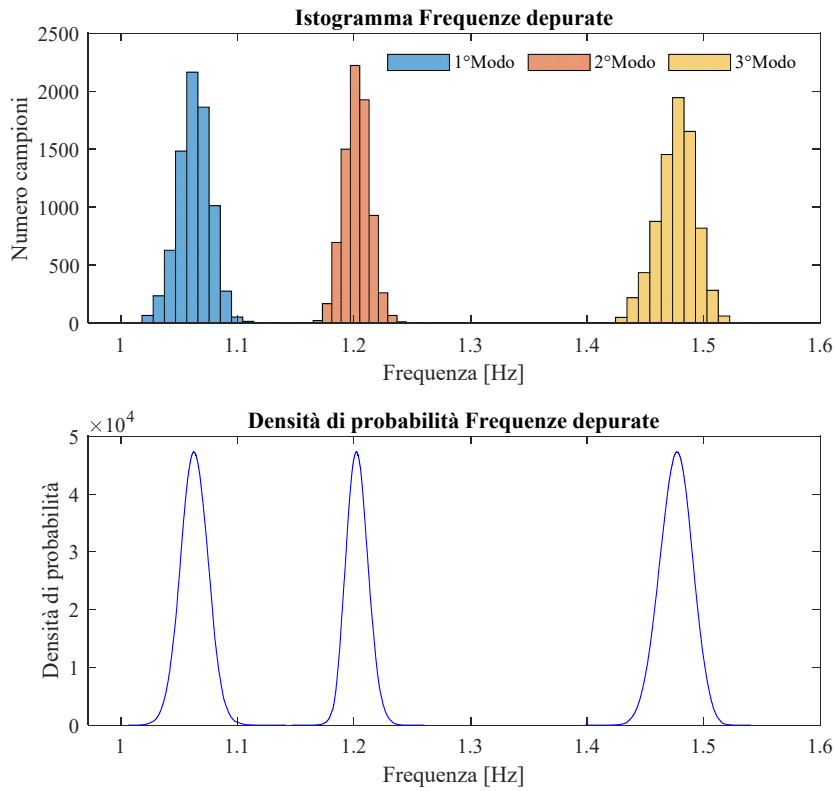 Istogramma Frequenze depurate
2500
2000
1500
1000
500
0
Numero campioni
1°Modo 2°Modo 3°Modo
1 1.1 1.2 1.3 1.4 1.5 1.6
Frequenza [Hz]
Densità di probabilità Frequenze depurate
×10⁴
5
4
3
2
1
0
Densità di probabilità
1 1.1 1.2 1.3 1.4 1.5 1.6
Frequenza [Hz]